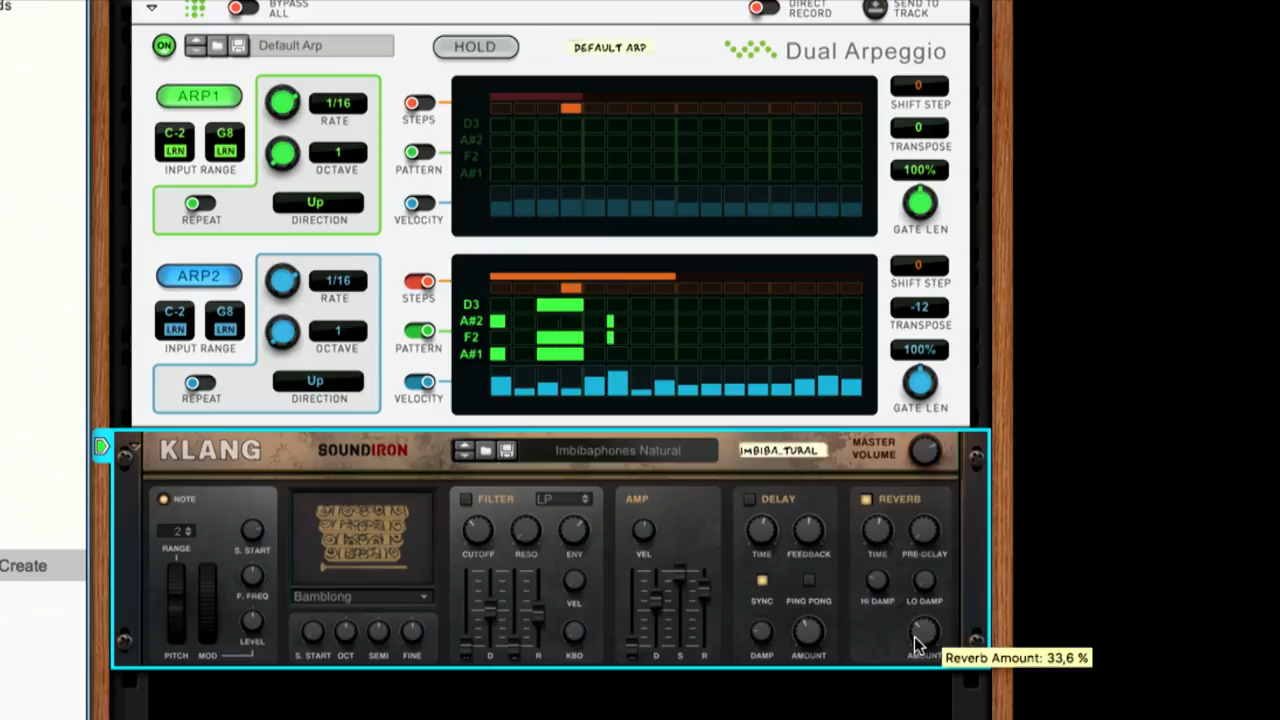 ds
BYPASS
ALL
DIRECT
RECORD
SEND TO
TRACK
ON
Default Arp
HOLD
DEFAULT ARP
Dual Arpeggio
ARP1
C-2
LRN
G8
LRN
INPUT RANGE
REPEAT
1/16
RATE
1
OCTAVE
Up
DIRECTION
STEPS
PATTERN
VELOCITY
D3
A#2
F2
A#1
0
SHIFT STEP
0
TRANSPOSE
100%
GATE LEN
ARP2
C-2
LRN
G8
LRN
INPUT RANGE
REPEAT
1/16
RATE
1
OCTAVE
Up
DIRECTION
STEPS
PATTERN
VELOCITY
D3
A#2
F2
A#1
0
SHIFT STEP
-12
TRANSPOSE
100%
GATE LEN
KLANG
SOUNDIRON
Imbibaphones Natural
IMBIBA_TURAL
MASTER
VOLUME
NOTE
2
RANGE
S. START
F. FREQ
LEVEL
PITCH MOD
Bamblong
S. START OCT SEMI FINE
FILTER LP
CUTOFF RESO ENV
VEL
D R KBD
AMP
VEL
D S R
DELAY
TIME FEEDBACK
SYNC PING PONG
DAMP AMOUNT
REVERB
TIME PRE-DELAY
HI DAMP LO DAMP
AMOUNT
Reverb Amount: 33,6 %
Create